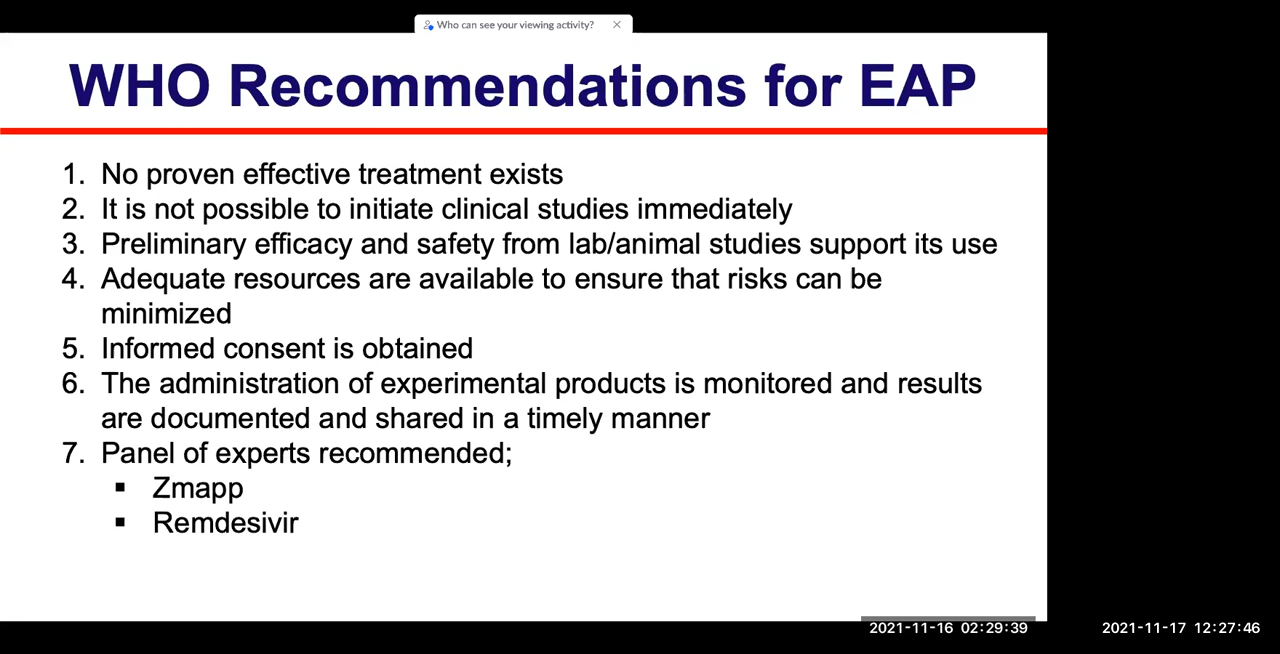 Who can see your viewing activity?
WHO Recommendations for EAP
1. No proven effective treatment exists
2. It is not possible to initiate clinical studies immediately
3. Preliminary efficacy and safety from lab/animal studies support its use
4. Adequate resources are available to ensure that risks can be
minimized
5. Informed consent is obtained
6. The administration of experimental products is monitored and results
are documented and shared in a timely manner
7. Panel of experts recommended;
▪ Zmapp
▪ Remdesivir
2021-11-16 02:29:39
2021-11-17 12:27:46